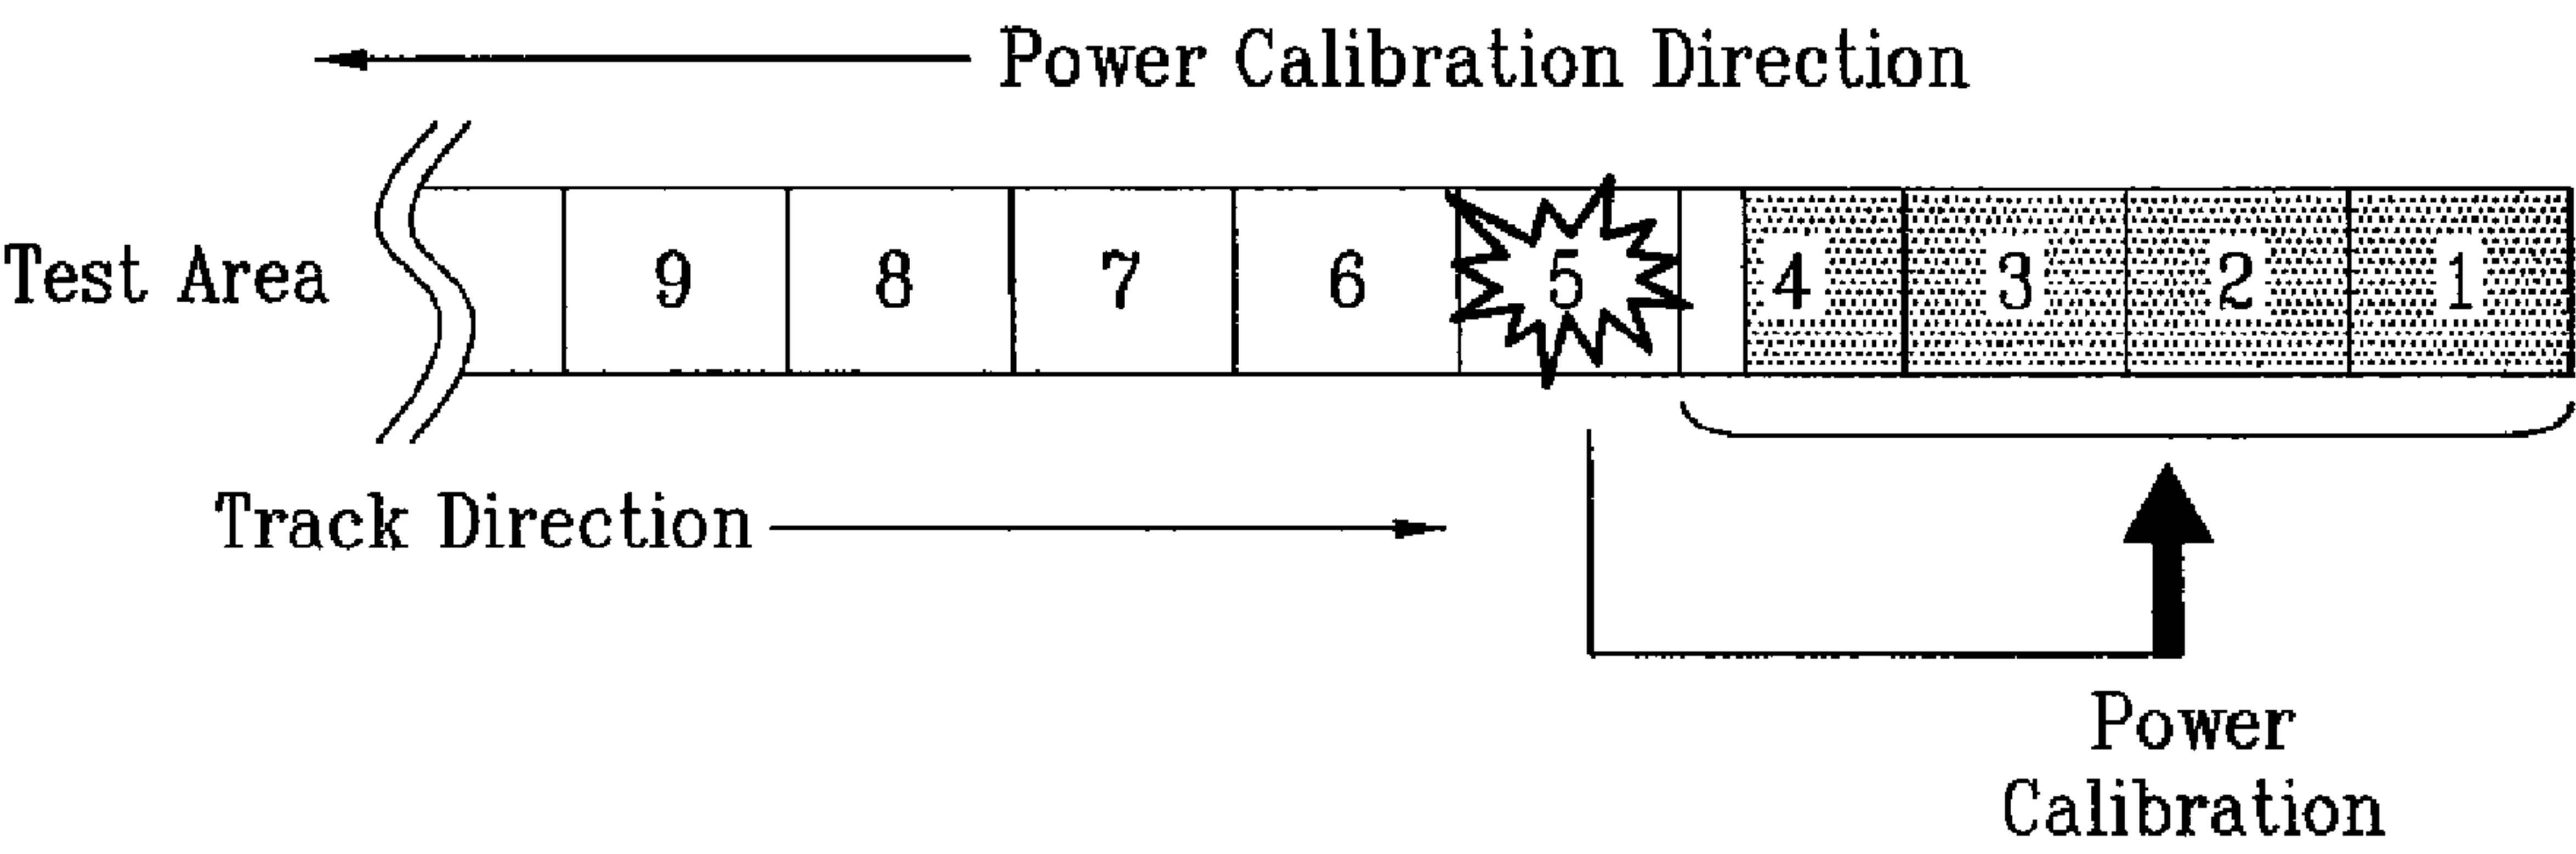 Power Calibration Direction
Test Area 9 8 7 6 5 4 3 2 1
Track Direction
Power
Calibration